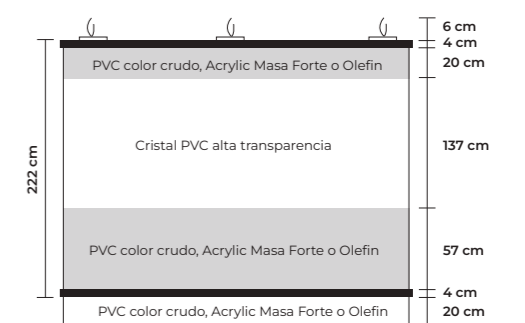 6 cm
4 cm
PVC color crudo, Acrylic Masa Forte o Olefin
20 cm
Cristal PVC alta transparencia
137 cm
222 cm
PVC color crudo, Acrylic Masa Forte o Olefin
57 cm
4 cm
PVC color crudo, Acrylic Masa Forte o Olefin
20 cm